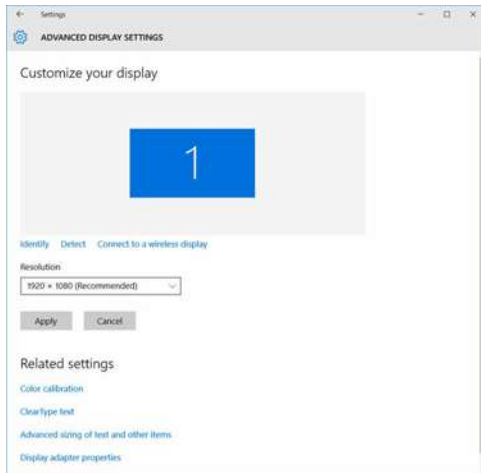 Settings
ADVANCED DISPLAY SETTINGS
Customize your display
1
Identify Detect Connect to a wireless display
Resolution
1920 × 1080 (Recommended)
Apply Cancel
Related settings
Color calibration
ClearType text
Advanced sizing of text and other items
Display adapter properties